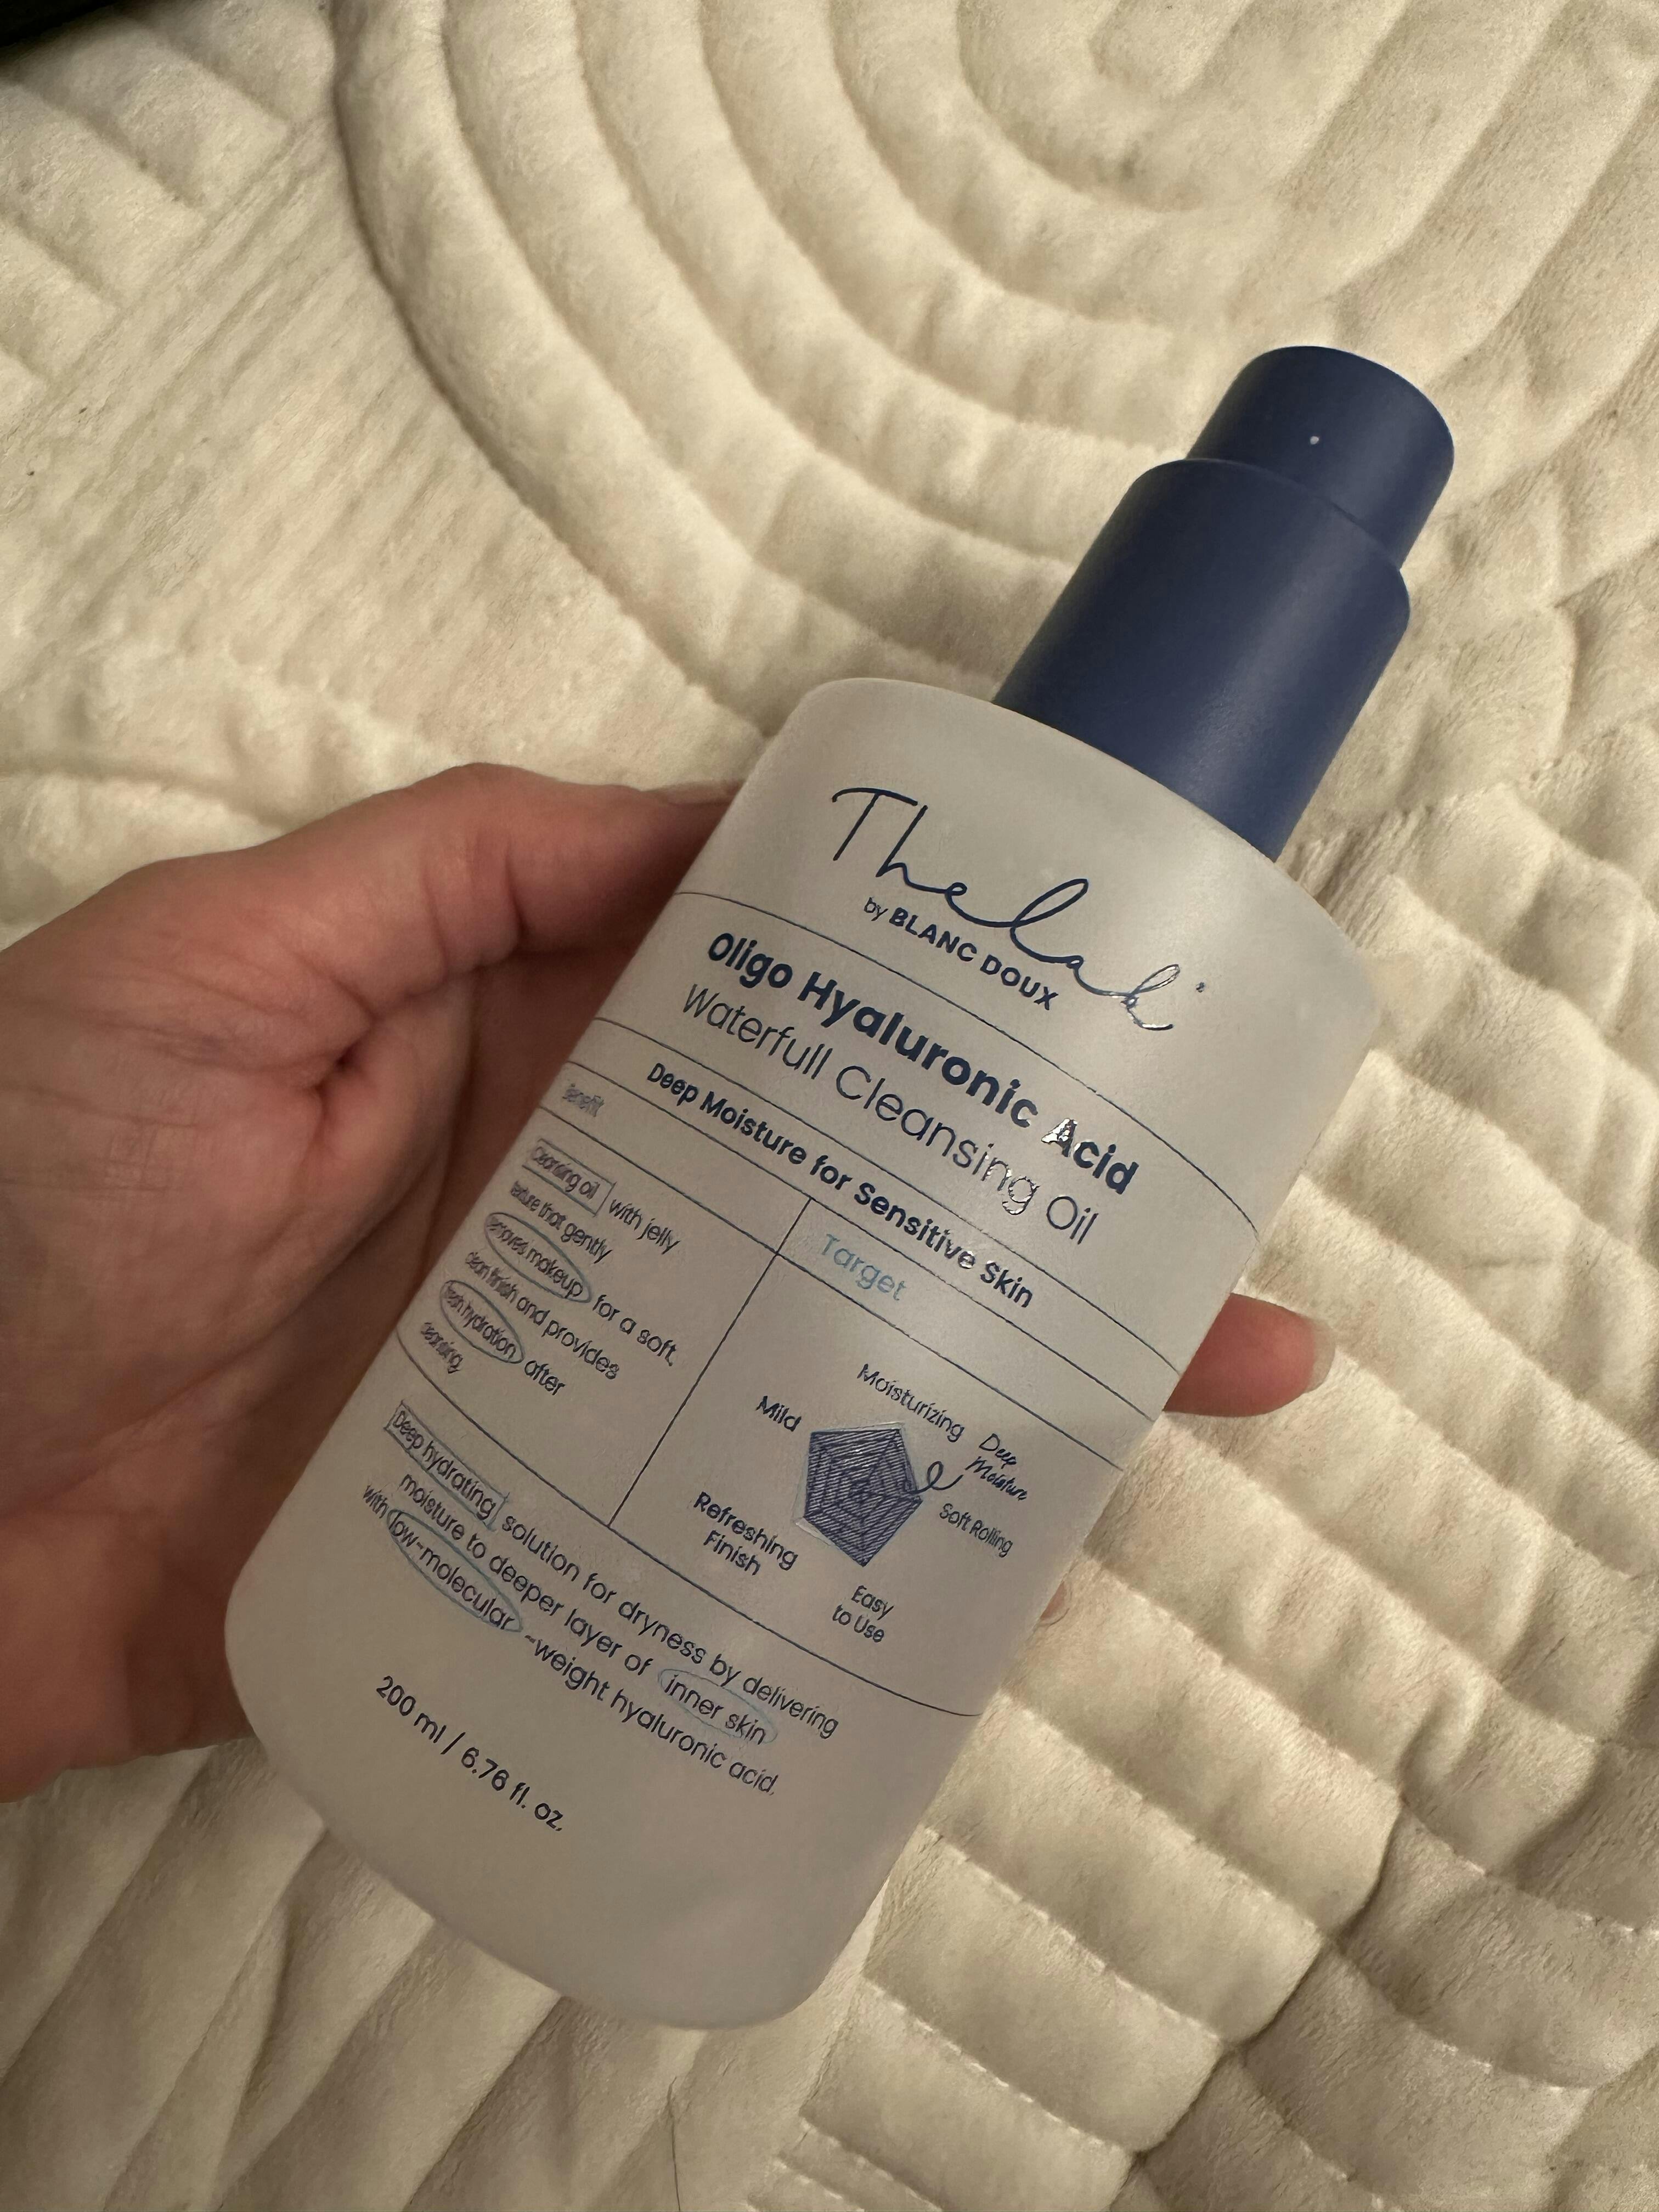 Thelab
by BLANC DOUX
Oligo Hyaluronic Acid
Waterfull Cleansing Oil
Deep Moisture for Sensitive Skin
Benefit
Cleansing oil with jelly
texture that gently
removes makeup for a soft,
clean finish and provides
fresh hydration after
cleansing
Target
Moisturizing
Mild
Deep
Moisture
Soft Rolling
Refreshing
Finish
Easy
to Use
Deep hydrating solution for dryness by delivering
moisture to deeper layer of inner skin
with low-molecular-weight hyaluronic acid.
200 ml / 6.76 fl. oz.